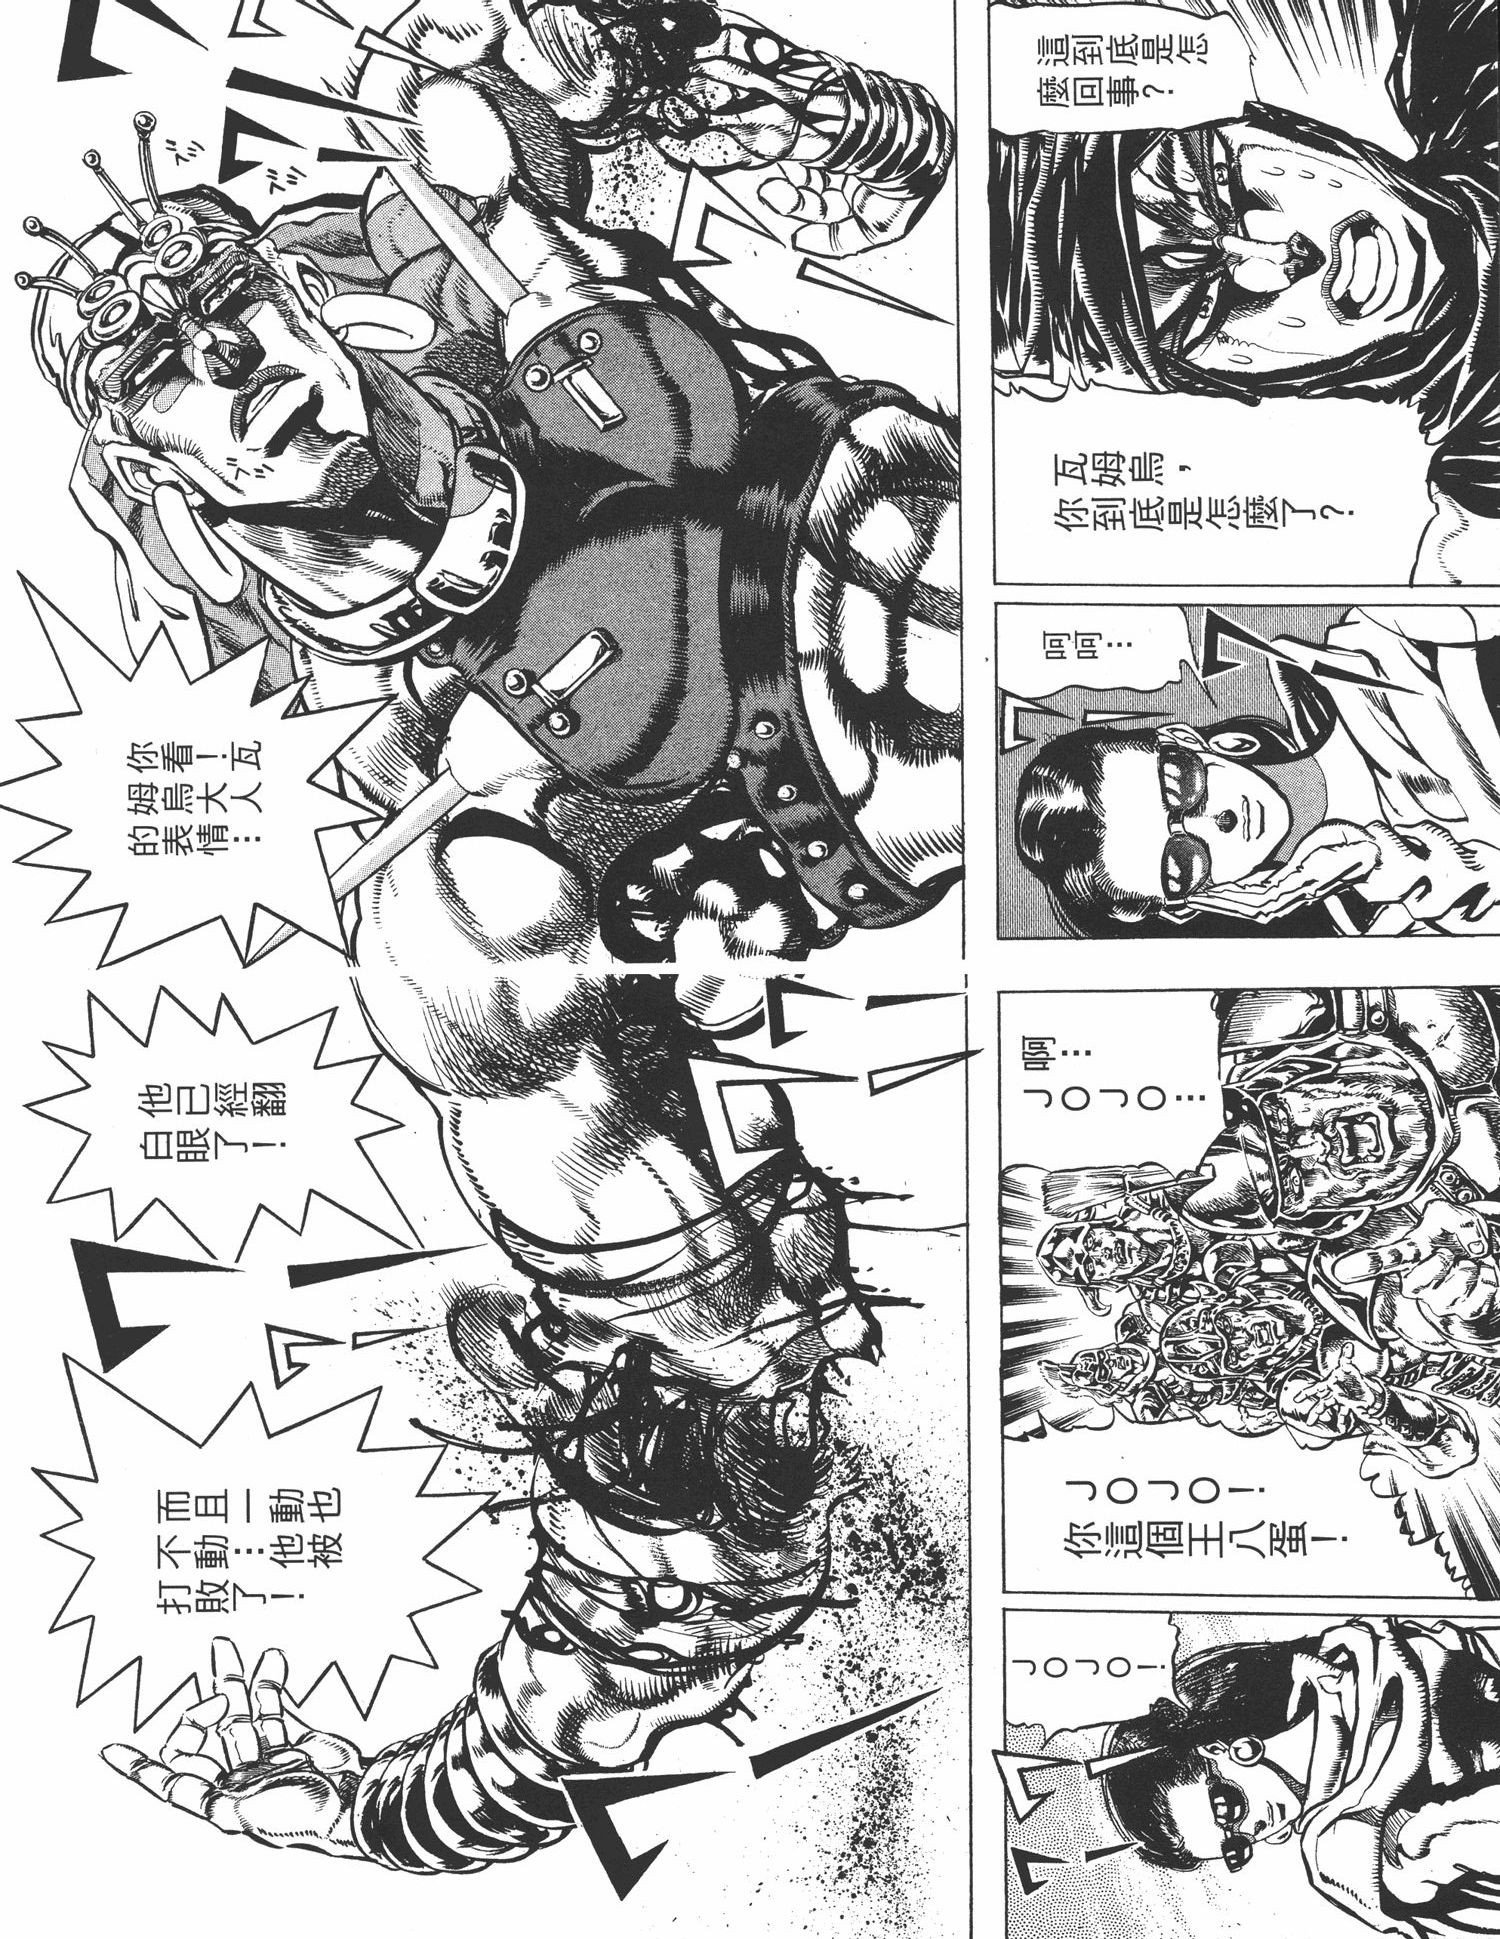 你看！瓦
姆烏大人
的表情…
這到底是怎
麼回事？
瓦姆烏，
你到底是怎麼了？
呵呵…
他已經翻
白眼了！
而且一動也
不動…他被
打敗了！
啊…
JOJO…
JOJO！
你這個王八蛋！
JOJO！